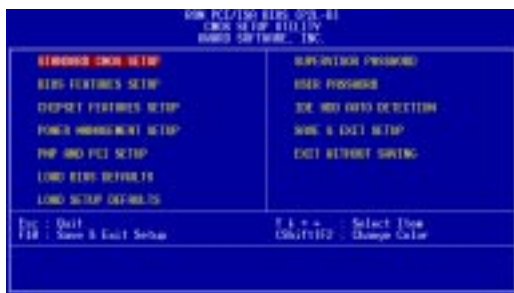 ROM PCI/ISA BIOS (P2L-B)
CMOS SETUP UTILITY
AWARD SOFTWARE, INC.
STANDARD CMOS SETUP
BIOS FEATURES SETUP
CHIPSET FEATURES SETUP
POWER MANAGEMENT SETUP
PNP AND PCI SETUP
LOAD BIOS DEFAULTS
LOAD SETUP DEFAULTS
SUPERVISOR PASSWORD
USER PASSWORD
IDE HDD AUTO DETECTION
SAVE & EXIT SETUP
EXIT WITHOUT SAVING
Esc : Quit
F10 : Save & Exit Setup
↑ ↓ → ← : Select Item
(Shift)F2 : Change Color